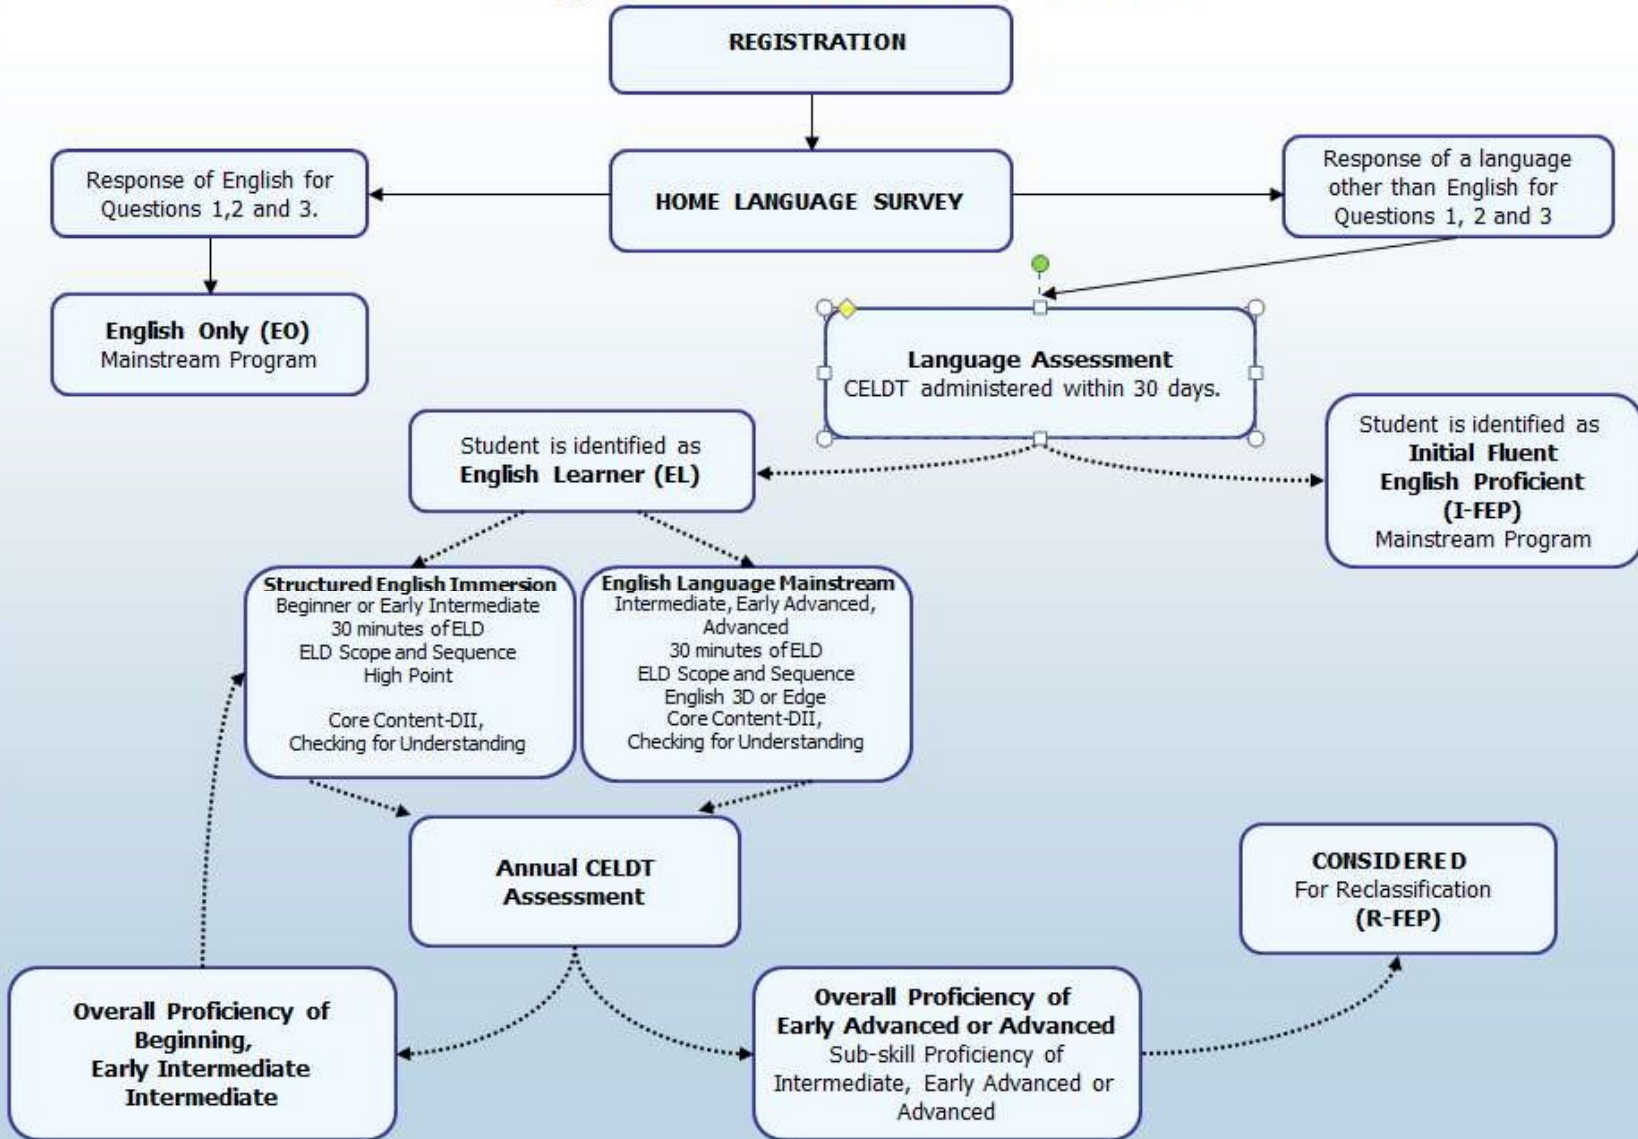 REGISTRATION
Response of English for
Questions 1,2 and 3.
HOME LANGUAGE SURVEY
Response of a language
other than English for
Questions 1, 2 and 3
English Only (EO)
Mainstream Program
Language Assessment
CELDT administered within 30 days.
Student is identified as
English Learner (EL)
Student is identified as
Initial Fluent
English Proficient
(I-FEP)
Mainstream Program
Structured English Immersion
Beginner or Early Intermediate
30 minutes of ELD
ELD Scope and Sequence
High Point
Core Content-DII,
Checking for Understanding
English Language Mainstream
Intermediate, Early Advanced,
Advanced
30 minutes of ELD
ELD Scope and Sequence
English 3D or Edge
Core Content-DII,
Checking for Understanding
Annual CELDT
Assessment
CONSIDERED
For Reclassification
(R-FEP)
Overall Proficiency of
Beginning,
Early Intermediate
Intermediate
Overall Proficiency of
Early Advanced or Advanced
Sub-skill Proficiency of
Intermediate, Early Advanced or
Advanced